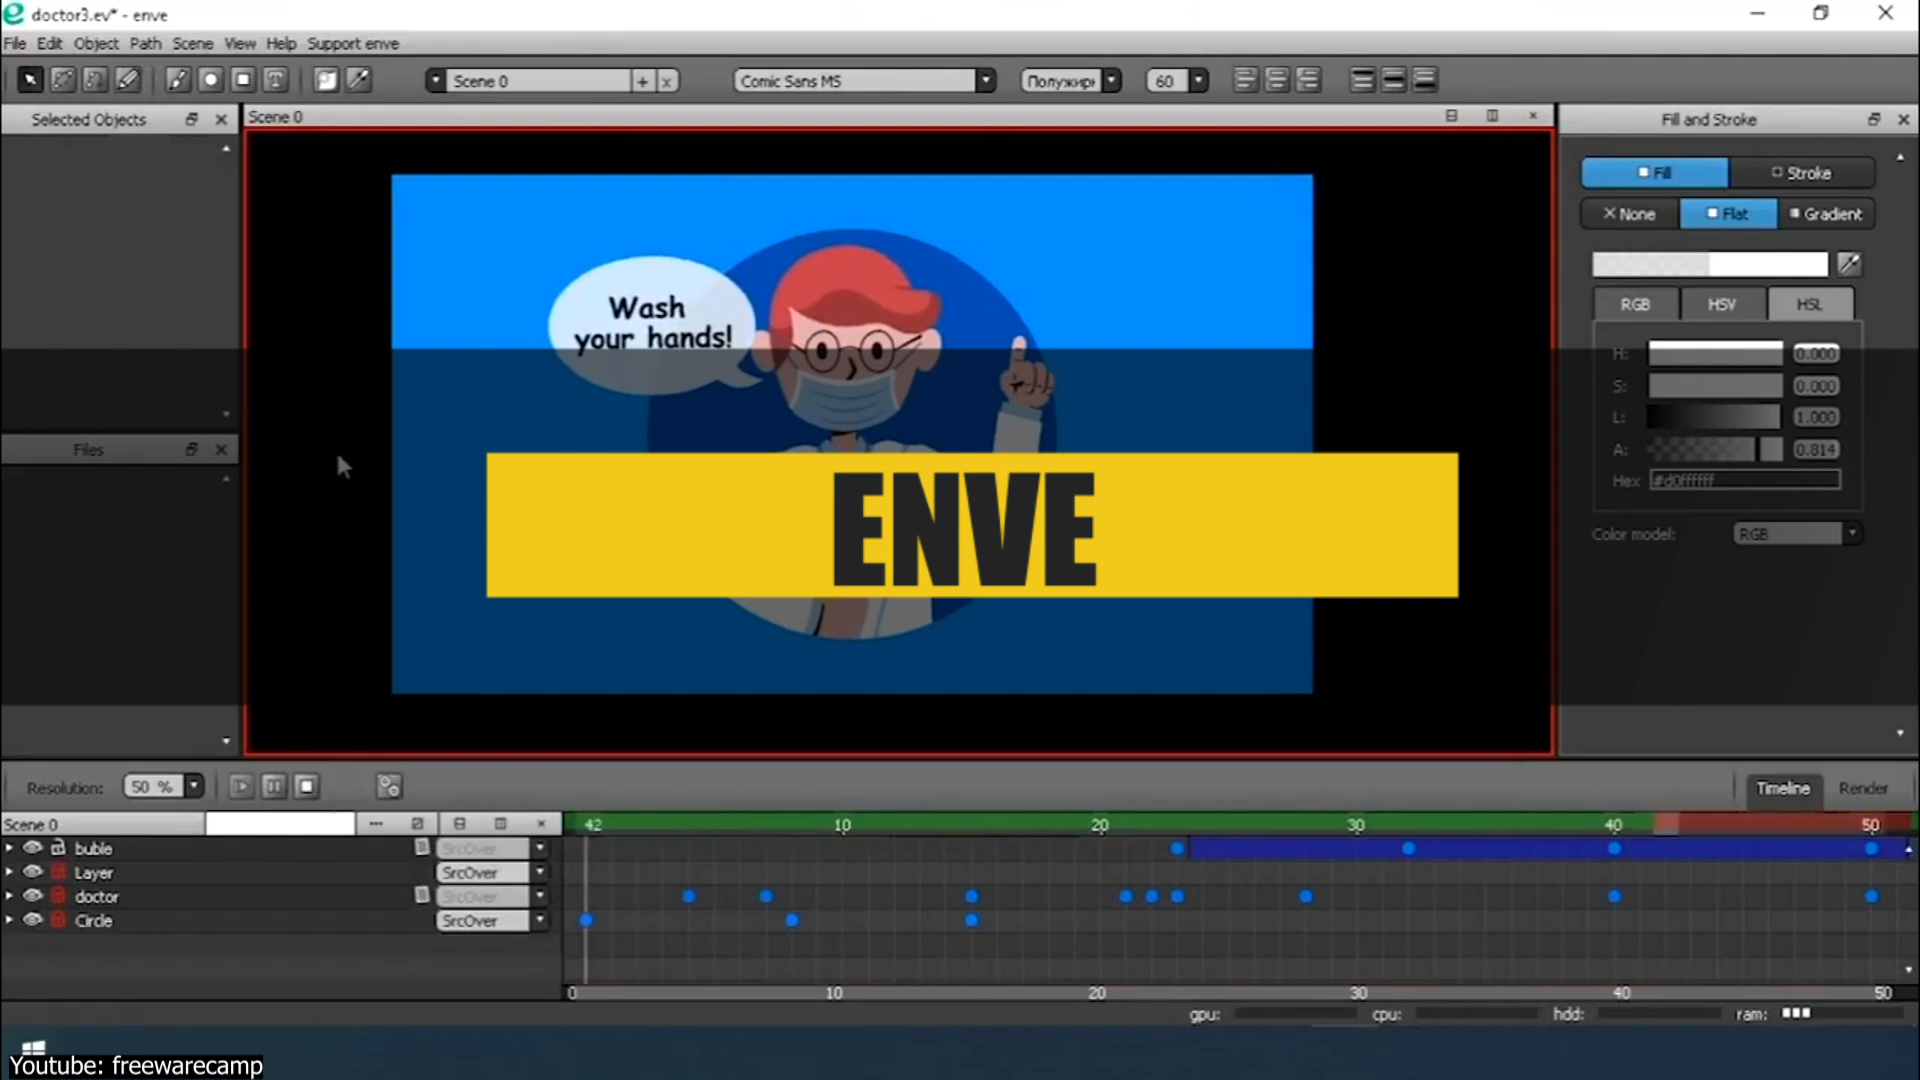 doctor3.ev* - enve
File Edit Object Path Scene View Help Support enve
Scene 0 + x Comic Sans MS Полужирн 60
Selected Objects
Scene 0
Fill and Stroke
Fill Stroke
None Flat Gradient
RGB HSV HSL
H: 0.000
S: 0.000
L: 1.000
A: 0.814
Hex #d0ffffff
Color model: RGB
Wash
your hands!
Files
ENVE
Resolution: 50 %
Timeline Render
Scene 0
42 10 20 30 40 50
buble SrcOver
Layer SrcOver
doctor SrcOver
Circle SrcOver
0 10 20 30 40 50
gpu: cpu: hdd: ram:
Youtube: freewarecamp